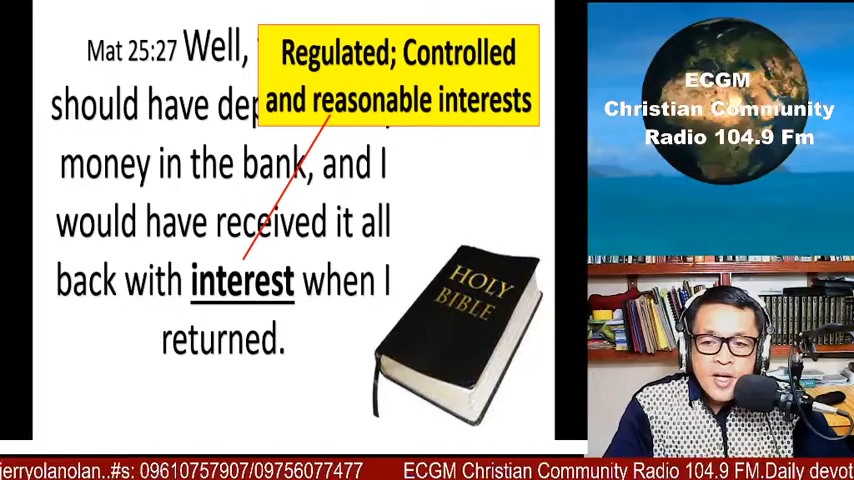 Mat 25:27 Well,
should have dep
money in the bank, and I
would have received it all
back with interest when I
returned.
Regulated; Controlled
and reasonable interests
HOLY
BIBLE
ECGM
Christian Community
Radio 104.9 Fm
jerryolanolan..#s: 09610757907/09756077477 ECGM Christian Community Radio 104.9 FM.Daily devot